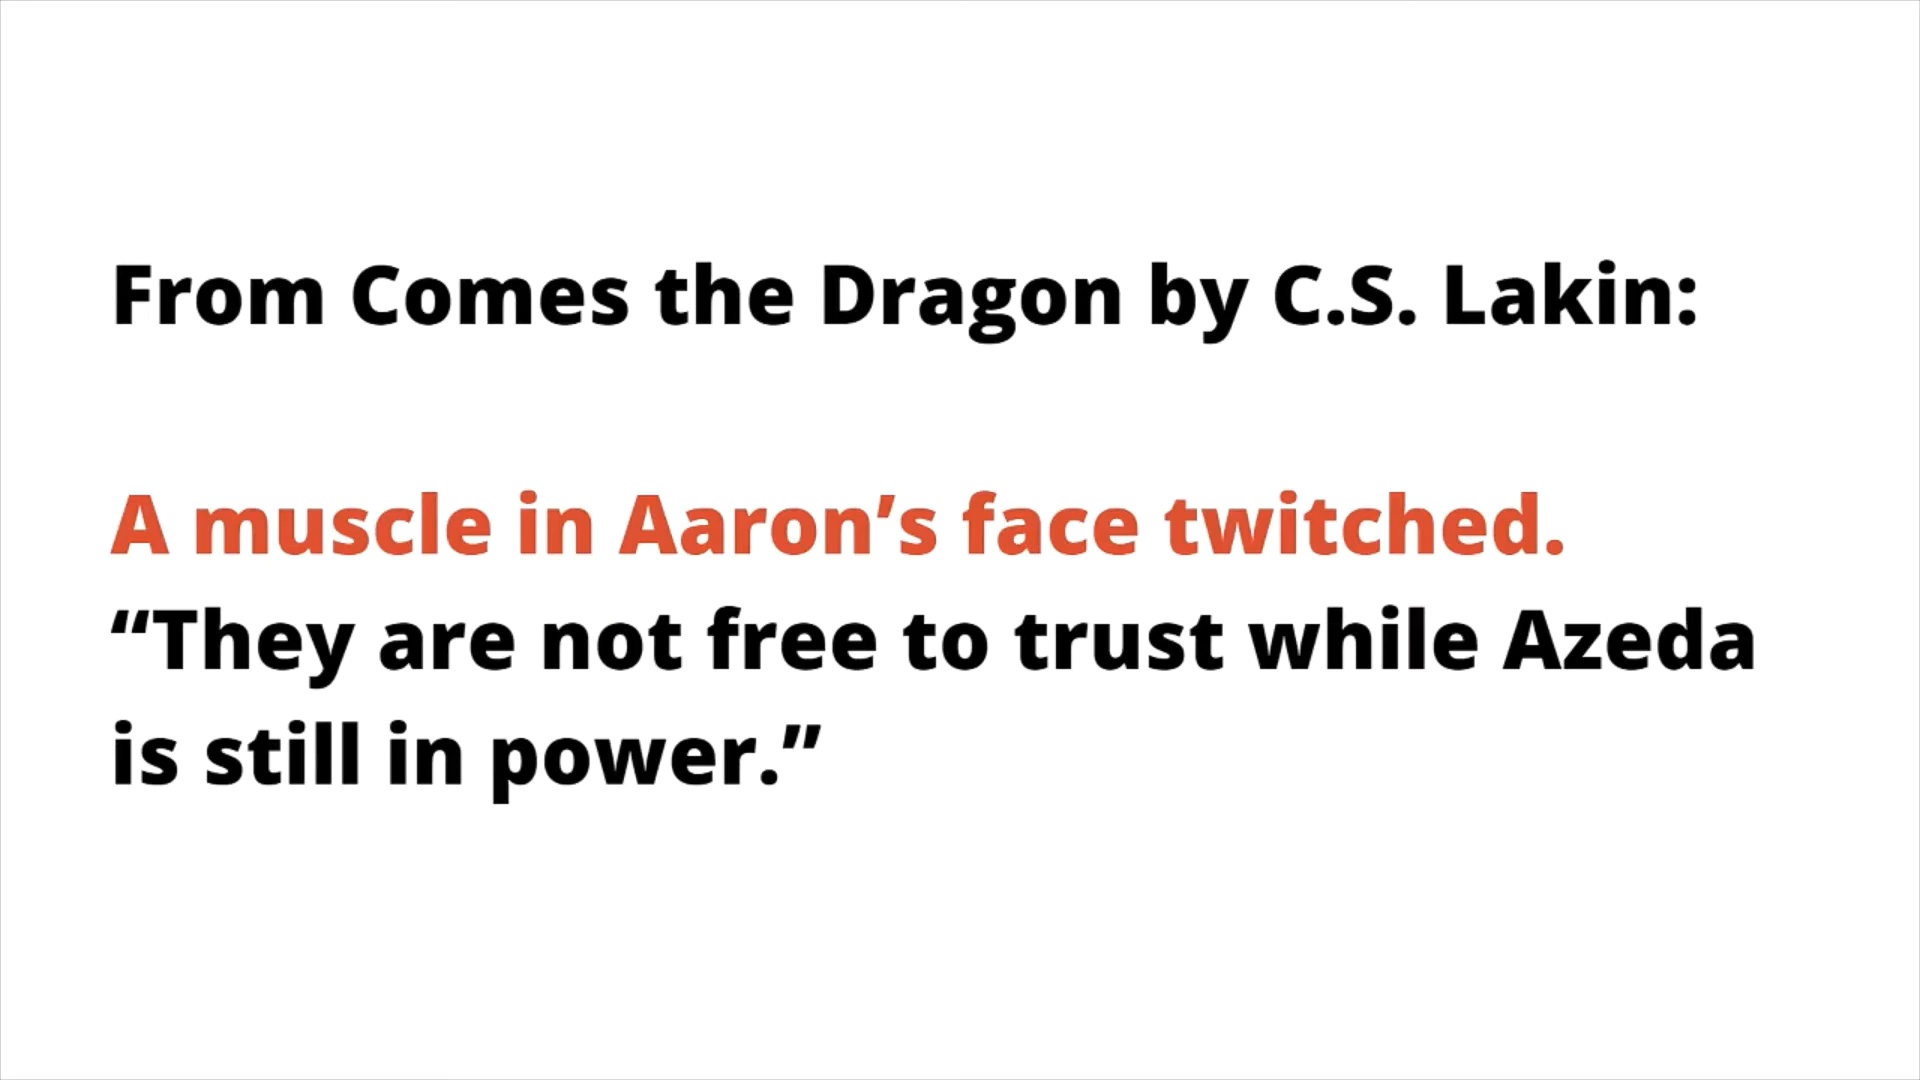 From Comes the Dragon by C.S. Lakin:
A muscle in Aaron’s face twitched.
“They are not free to trust while Azeda
is still in power.”